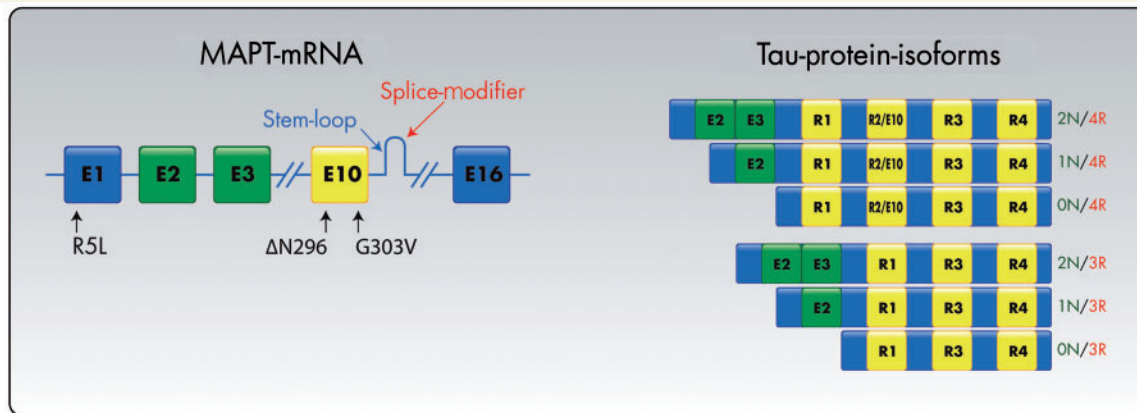 MAPT-mRNA
Splice-modifier
Stem-loop
E1 E2 E3 E10 E16
R5L ΔN296 G303V
Tau-protein-isoforms
E2 E3 R1 R2/E10 R3 R4 2N/4R
E2 R1 R2/E10 R3 R4 1N/4R
R1 R2/E10 R3 R4 0N/4R
E2 E3 R1 R3 R4 2N/3R
E2 R1 R3 R4 1N/3R
R1 R3 R4 0N/3R